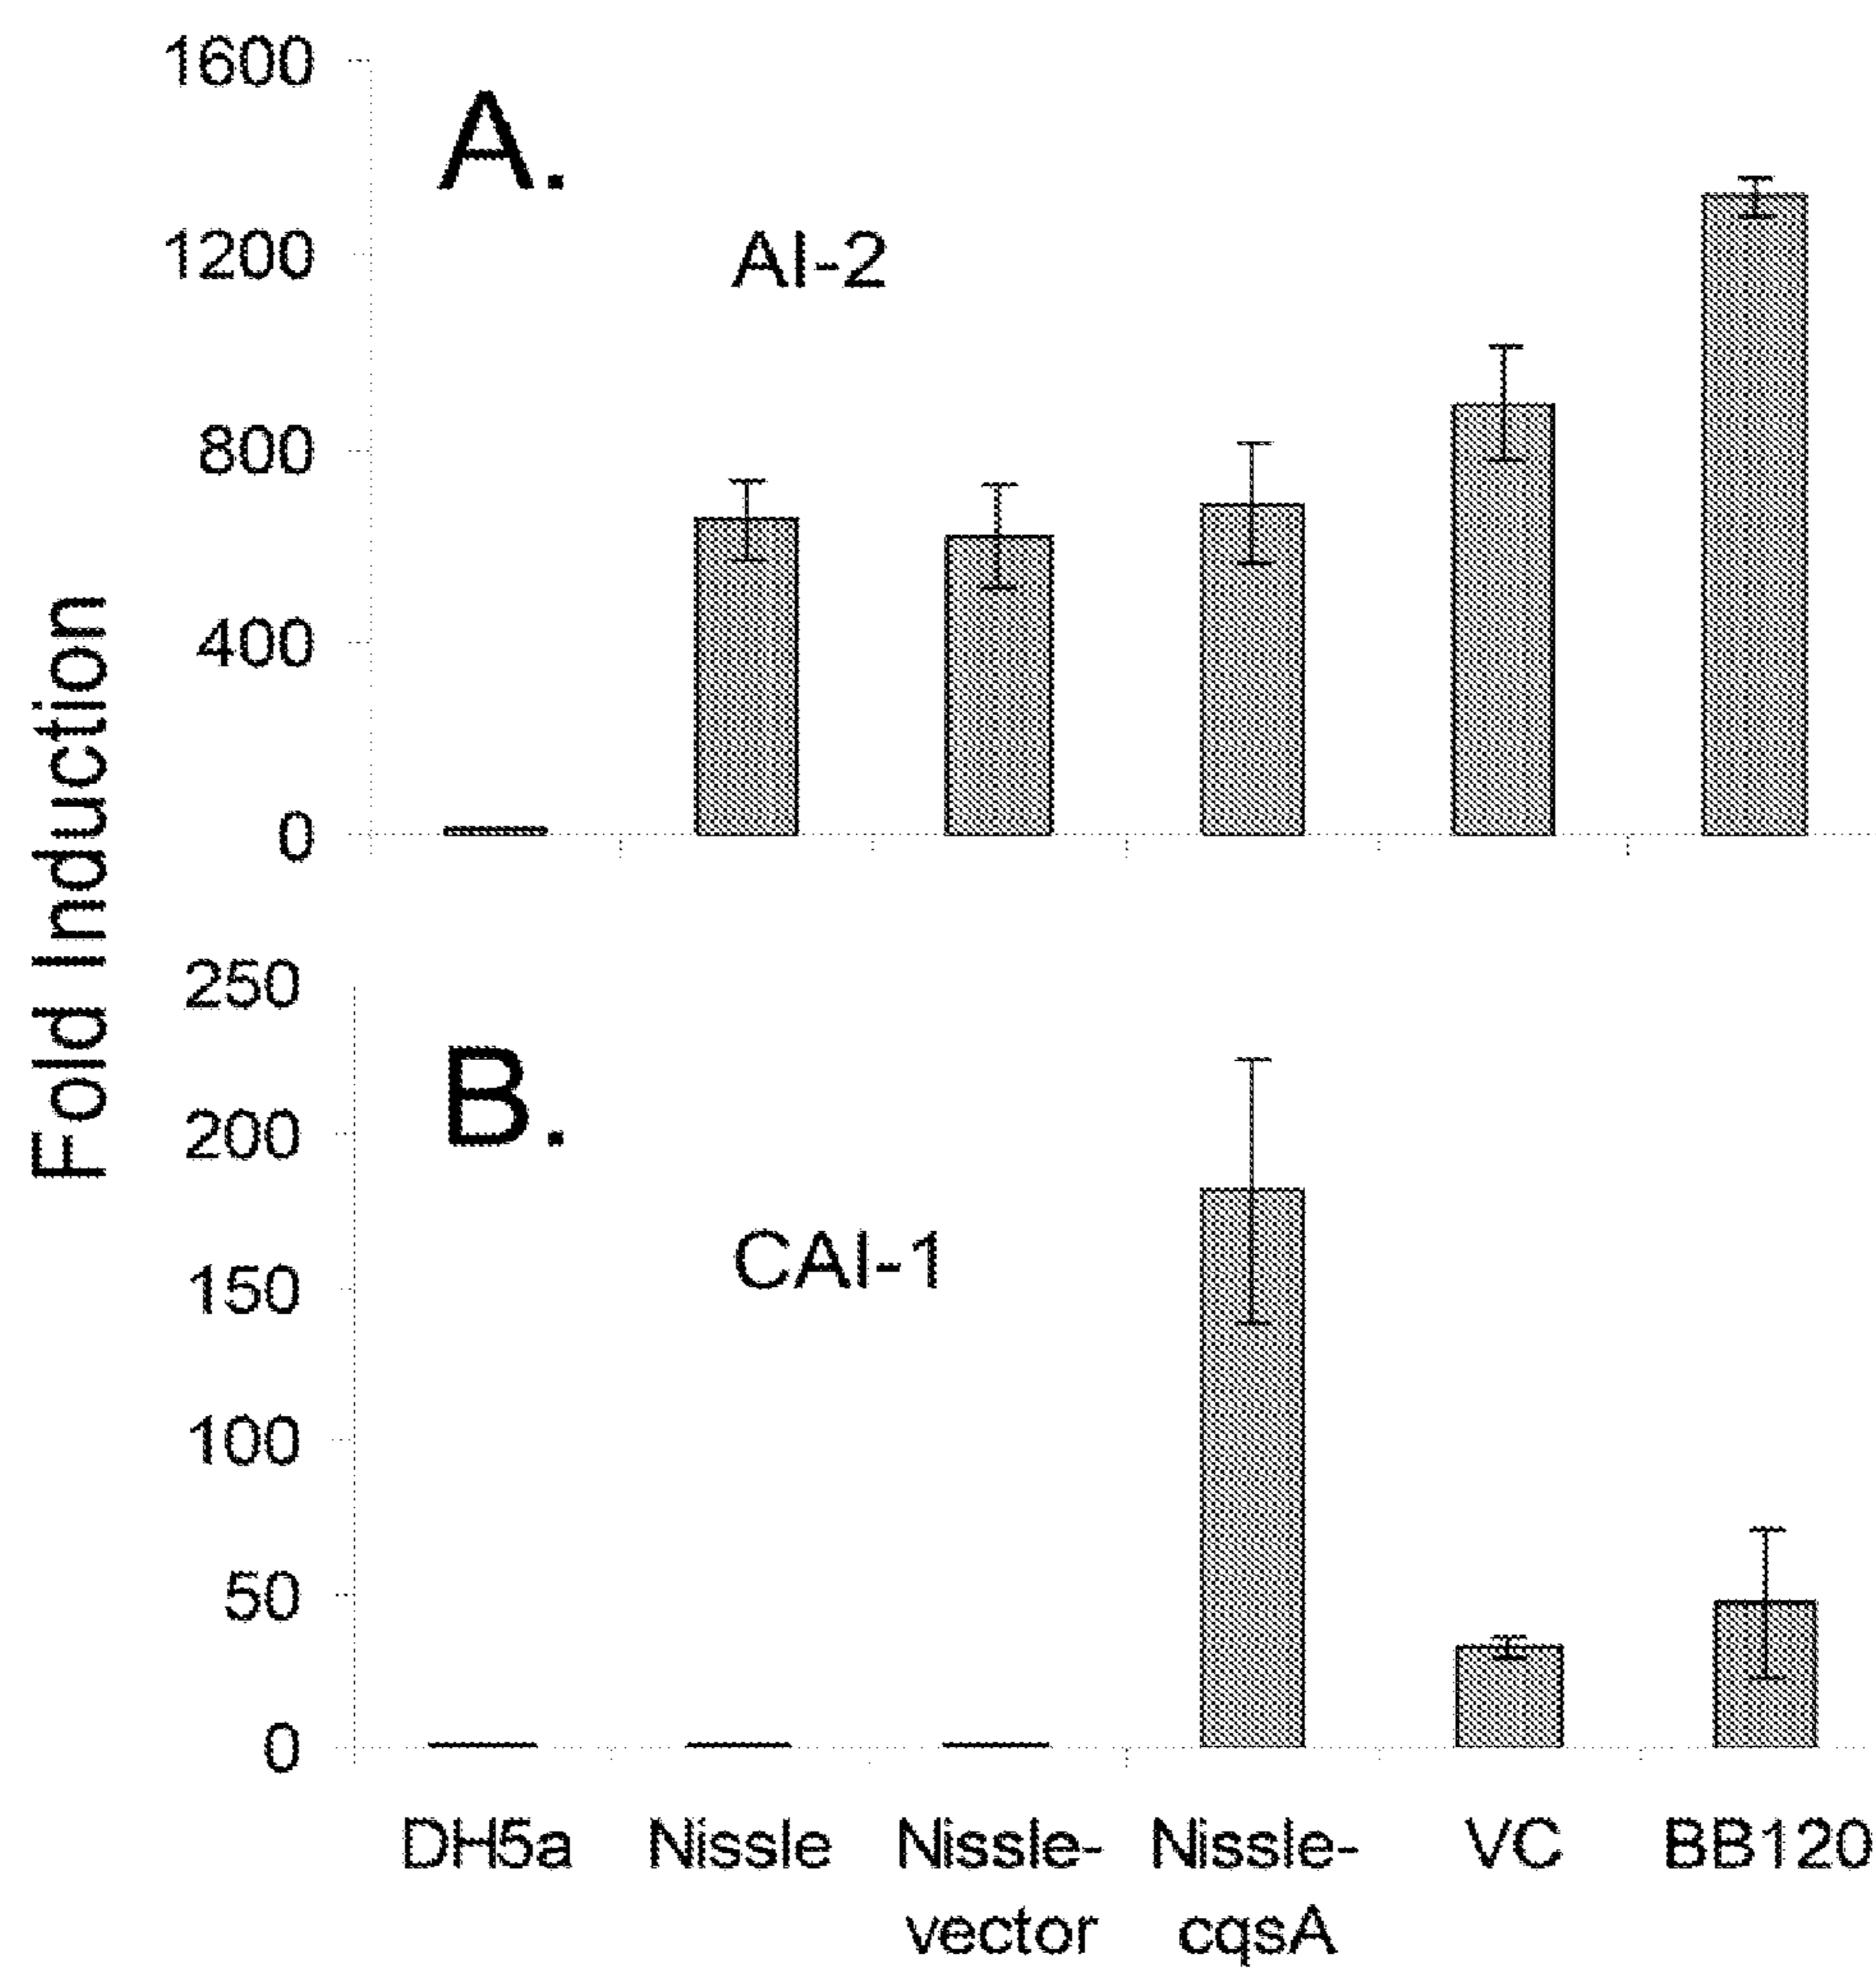 Fold Induction
1600
A.
1200
AI-2
800
400
0
250
B.
200
CAI-1
150
100
50
0
DH5a Nissle Nissle- Nissle- VC BB120
vector cqsA